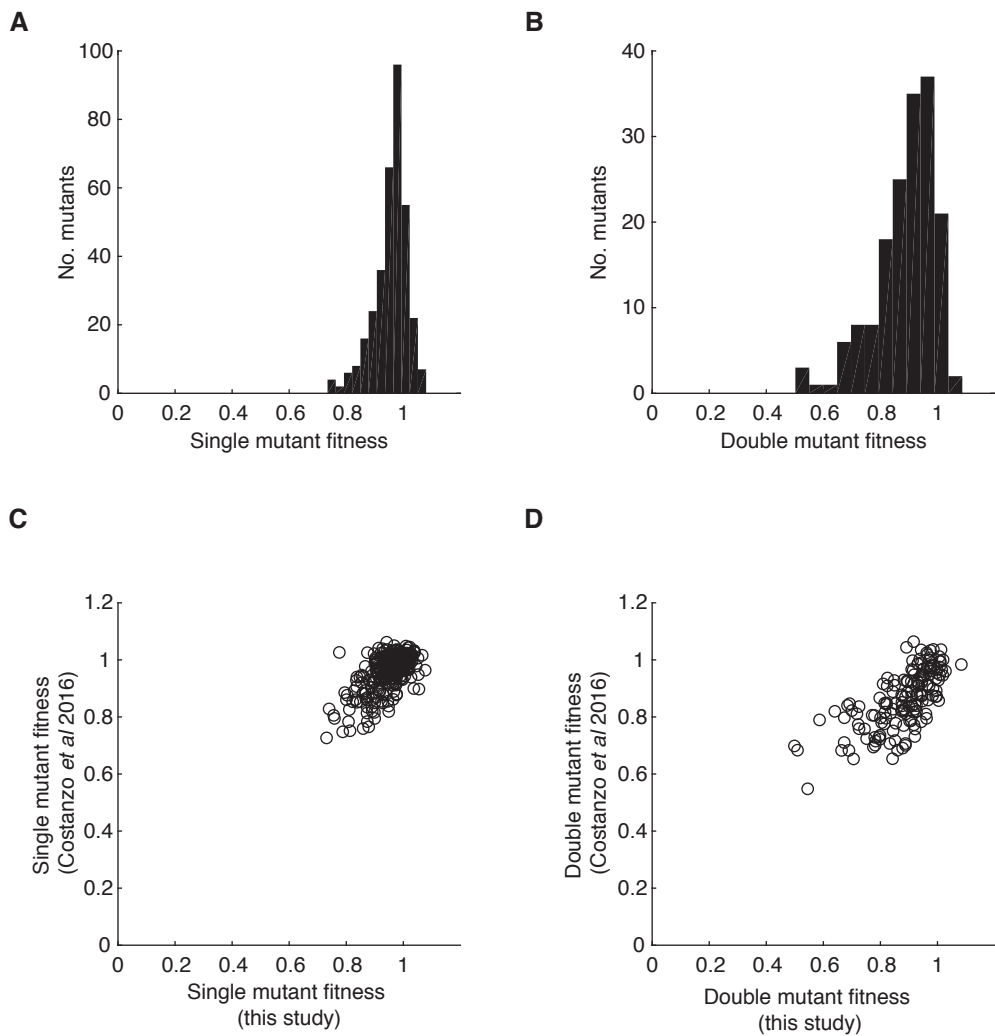 A
100
80
60
40
20
0
No. mutants
0 0.2 0.4 0.6 0.8 1
Single mutant fitness
B
40
30
20
10
0
No. mutants
0 0.2 0.4 0.6 0.8 1
Double mutant fitness
C
1.2
1
0.8
0.6
0.4
0.2
0
Single mutant fitness
(Costanzo et al 2016)
0 0.2 0.4 0.6 0.8 1
Single mutant fitness
(this study)
D
1.2
1
0.8
0.6
0.4
0.2
0
Double mutant fitness
(Costanzo et al 2016)
0 0.2 0.4 0.6 0.8 1
Double mutant fitness
(this study)